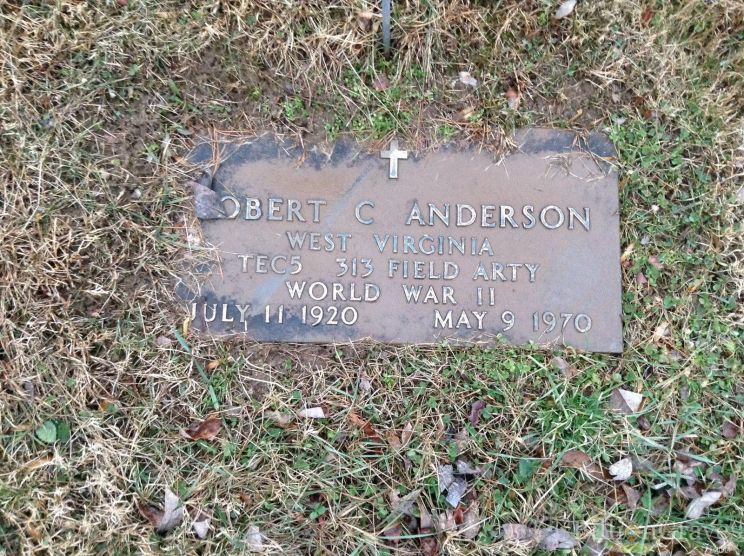 OBERT C ANDERSON
WEST VIRGINIA
TEC5 313 FIELD ARTY
WORLD WAR II
JULY 11 1920 MAY 9 1970